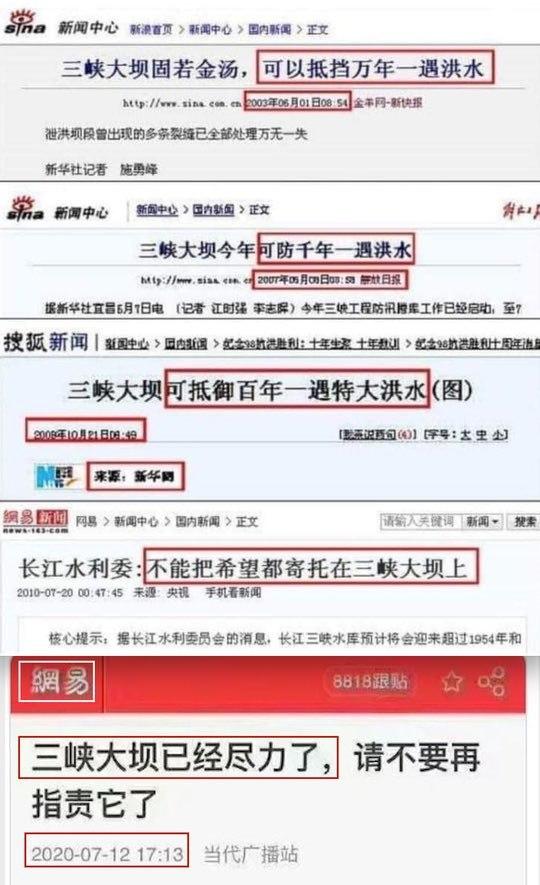 sina 新闻中心 新浪首页 > 新闻中心 > 国内新闻 > 正文
三峡大坝固若金汤，可以抵挡万年一遇洪水
http://www.sina.com.cn 2003年06月01日08:54 金羊网-新快报
泄洪坝段曾出现的多条裂缝已全部处理万无一失
新华社记者 施勇峰
sina 新闻中心 新闻中心 > 国内新闻 > 正文
三峡大坝今年可防千年一遇洪水
http://www.sina.com.cn 2007年05月08日 解放日报
据新华社宜昌5月7日电 (记者 江时强 李志晖) 今年三峡工程防汛腾库工作已经启动，至7
搜狐新闻 | 新闻中心 > 国内新闻 > 纪念98抗洪胜利：十年生聚 十年教训 > 纪念98抗洪胜利十周年消息
三峡大坝可抵御百年一遇特大洪水(图)
2008年10月21日06:49 [我来说两句(4)] [字号：大 中 小]
来源：新华网
網易 新闻 网易 > 新闻中心 > 国内新闻 > 正文 请输入关键词 新闻 搜索
news·163·com
长江水利委:不能把希望都寄托在三峡大坝上
2010-07-20 00:47:45 来源: 央视 手机看新闻
核心提示：据长江水利委员会的消息，长江三峡水库预计将会迎来超过1954年和
網易 8818跟贴
三峡大坝已经尽力了，请不要再
指责它了
2020-07-12 17:13 当代广播站